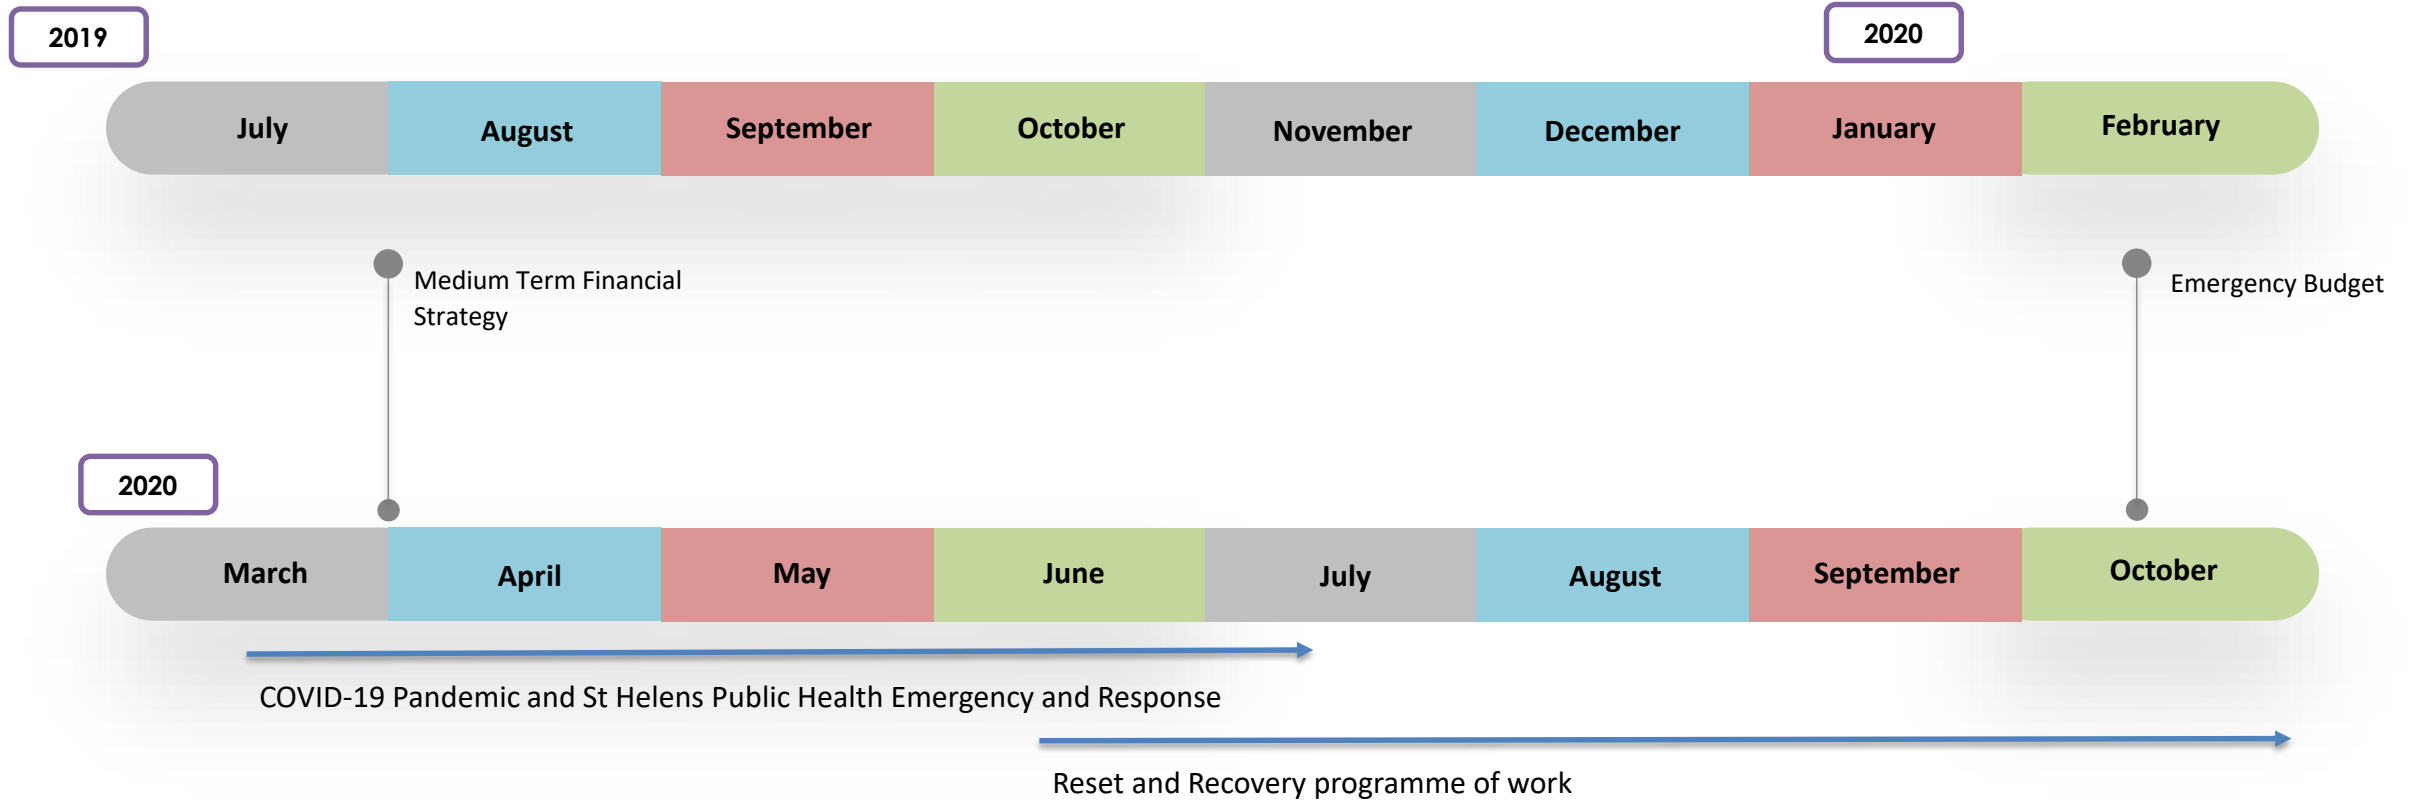 2019
2020
July
August
September
October
November
December
January
February
Medium Term Financial
Strategy
Emergency Budget
2020
March
April
May
June
July
August
September
October
COVID-19 Pandemic and St Helens Public Health Emergency and Response
Reset and Recovery programme of work